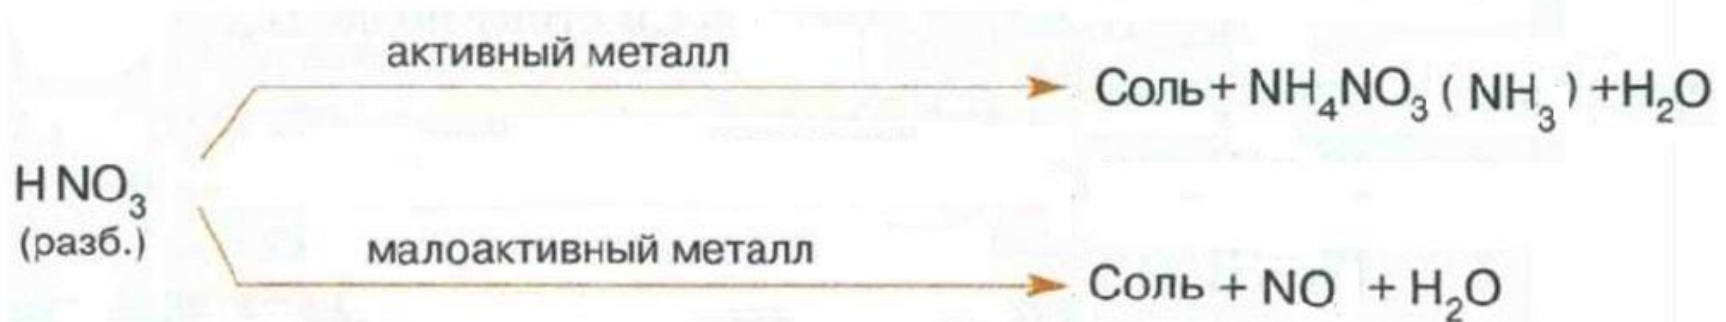 активный металл
Соль + NH₄NO₃ ( NH₃ ) + H₂O
HNO₃
(разб.)
малоактивный металл
Соль + NO + H₂O